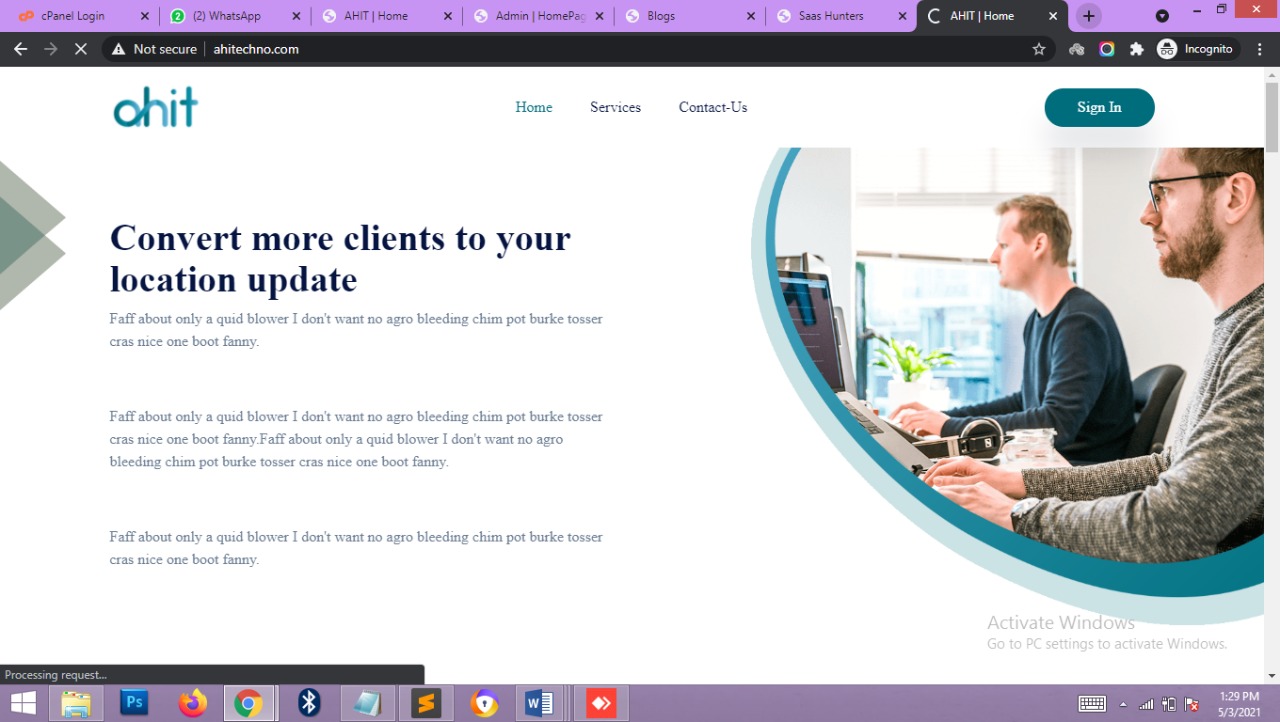 cPanel Login
(2) WhatsApp
AHIT | Home
Admin | HomePag
Blogs
Saas Hunters
AHIT | Home
Not secure
ahitechno.com
Incognito
ahit
Home
Services
Contact-Us
Sign In
Convert more clients to your
location update
Faff about only a quid blower I don't want no agro bleeding chim pot burke tosser
cras nice one boot fanny.
Faff about only a quid blower I don't want no agro bleeding chim pot burke tosser
cras nice one boot fanny.Faff about only a quid blower I don't want no agro
bleeding chim pot burke tosser cras nice one boot fanny.
Faff about only a quid blower I don't want no agro bleeding chim pot burke tosser
cras nice one boot fanny.
Activate Windows
Go to PC settings to activate Windows.
Processing request...
Ps
1:29 PM
5/3/2021